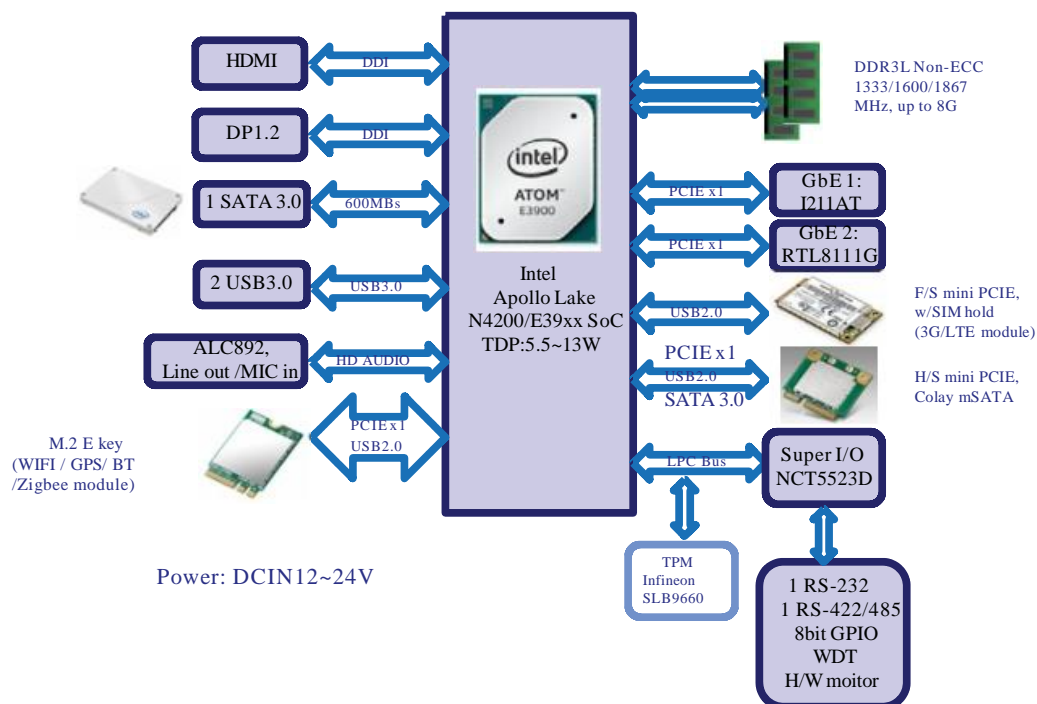 HDMI
DDI
DP1.2
DDI
1 SATA 3.0
600MBs
2 USB3.0
USB3.0
ALC892,
Line out /MIC in
HD AUDIO
M.2 E key
(WIFI / GPS/ BT
/Zigbee module)
PCIE x1
USB2.0
Power: DCIN12~24V
intel
ATOM™
E3900
Intel
Apollo Lake
N4200/E39xx SoC
TDP:5.5~13W
DDR3L Non-ECC
1333/1600/1867
MHz, up to 8G
PCIE x1
GbE 1:
I211AT
PCIE x1
GbE 2:
RTL8111G
USB2.0
F/S mini PCIE,
w/SIM hold
(3G/LTE module)
PCIE x1
USB2.0
SATA 3.0
H/S mini PCIE,
Colay mSATA
LPC Bus
Super I/O
NCT5523D
TPM
Infineon
SLB9660
1 RS-232
1 RS-422/485
8bit GPIO
WDT
H/W moitor